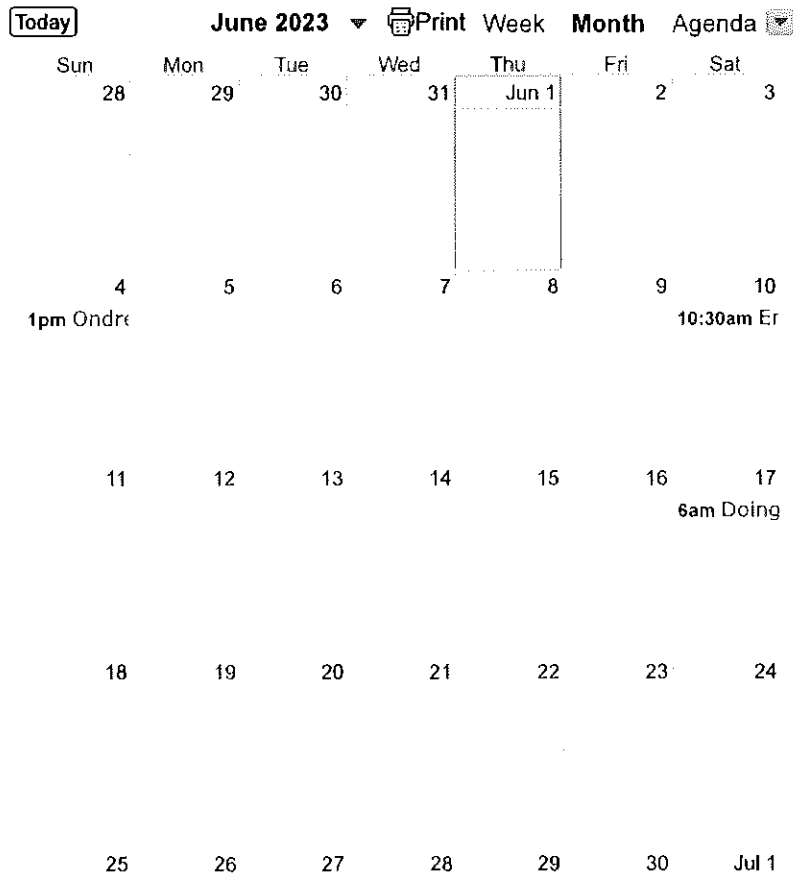 Today June 2023 Print Week Month Agenda
Sun Mon Tue Wed Thu Fri Sat
28 29 30 31 Jun 1 2 3
4 5 6 7 8 9 10
1pm Ondre 10:30am Er
11 12 13 14 15 16 17
6am Doing
18 19 20 21 22 23 24
25 26 27 28 29 30 Jul 1